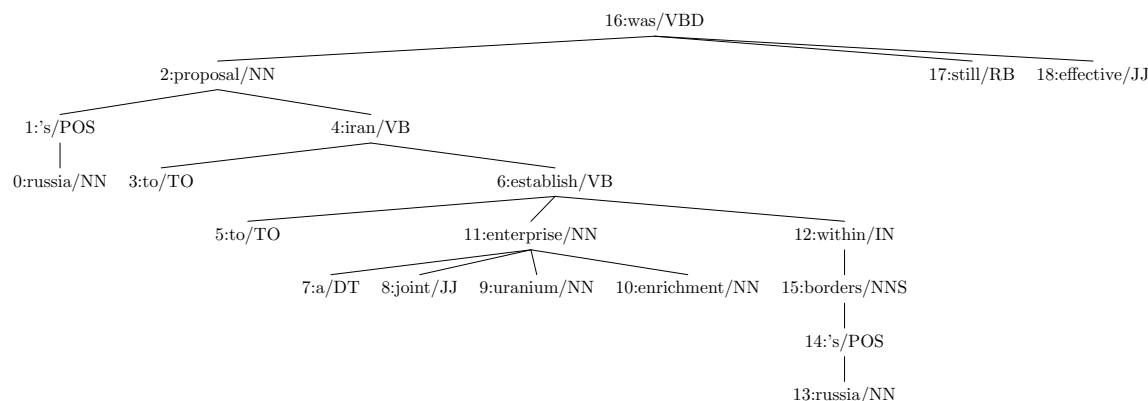 16:was/VBD
2:proposal/NN 17:still/RB 18:effective/JJ
1:'s/POS 4:iran/VB
0:russia/NN 3:to/TO 6:establish/VB
5:to/TO 11:enterprise/NN 12:within/IN
7:a/DT 8:joint/JJ 9:uranium/NN 10:enrichment/NN 15:borders/NNS
14:'s/POS
13:russia/NN